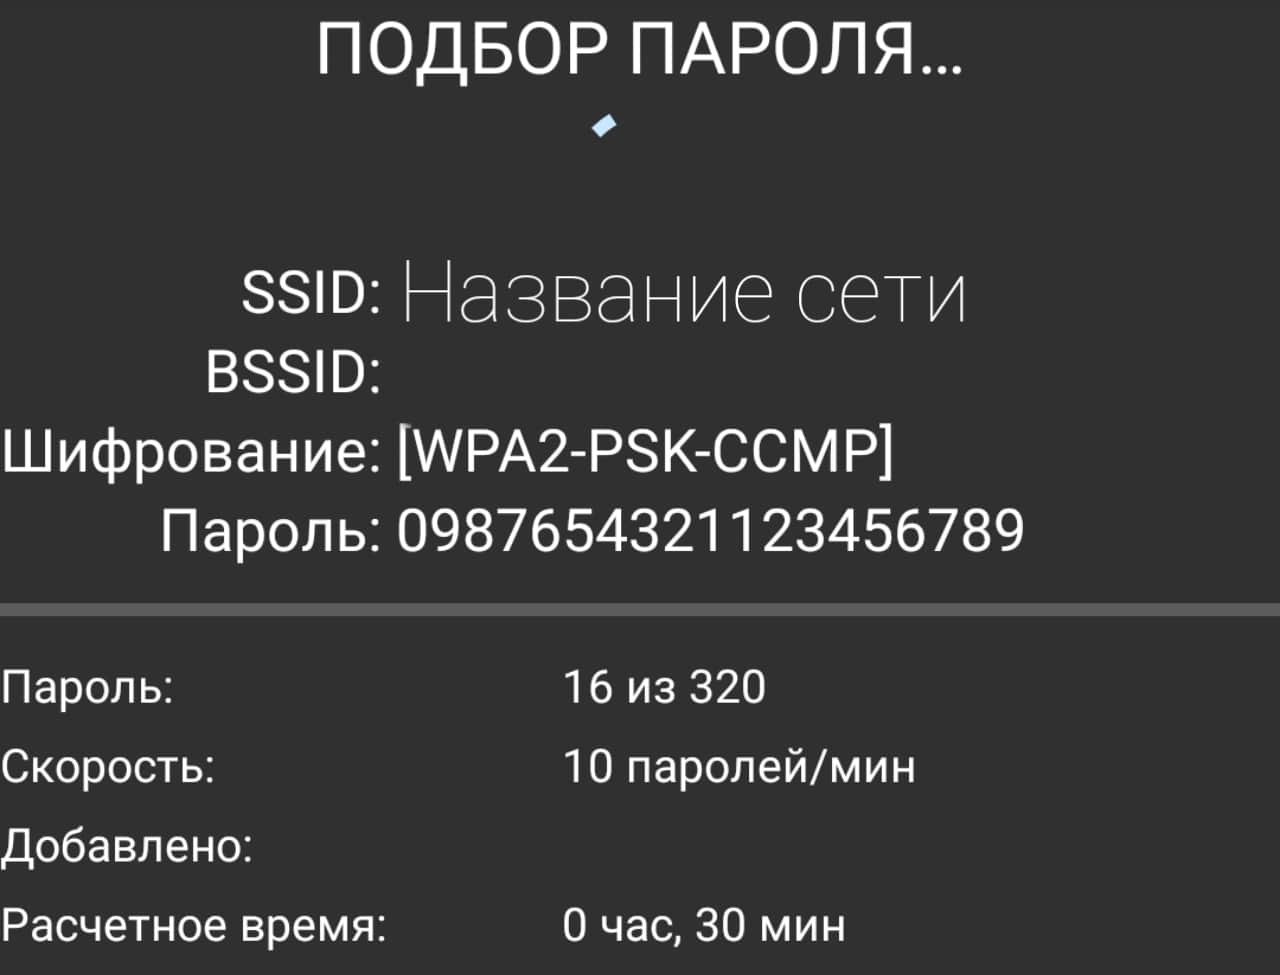 ПОДБОР ПАРОЛЯ...
SSID: Название сети
BSSID:
Шифрование: [WPA2-PSK-CCMP]
Пароль: 0987654321123456789
Пароль: 16 из 320
Скорость: 10 паролей/мин
Добавлено:
Расчетное время: 0 час, 30 мин